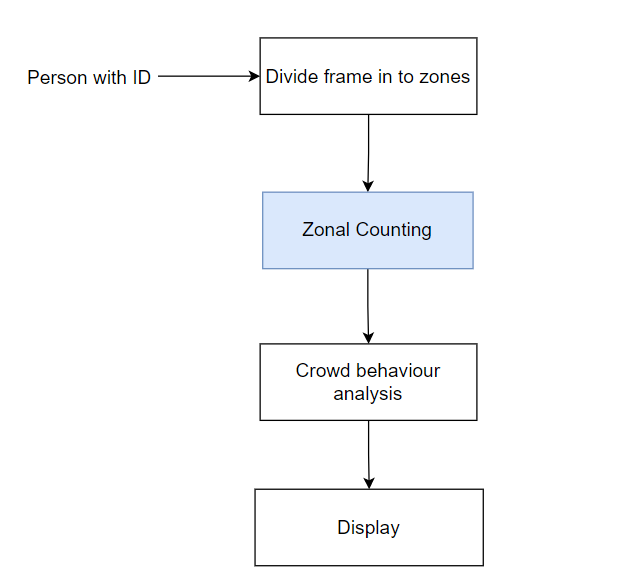 Person with ID
Divide frame in to zones
Zonal Counting
Crowd behaviour
analysis
Display